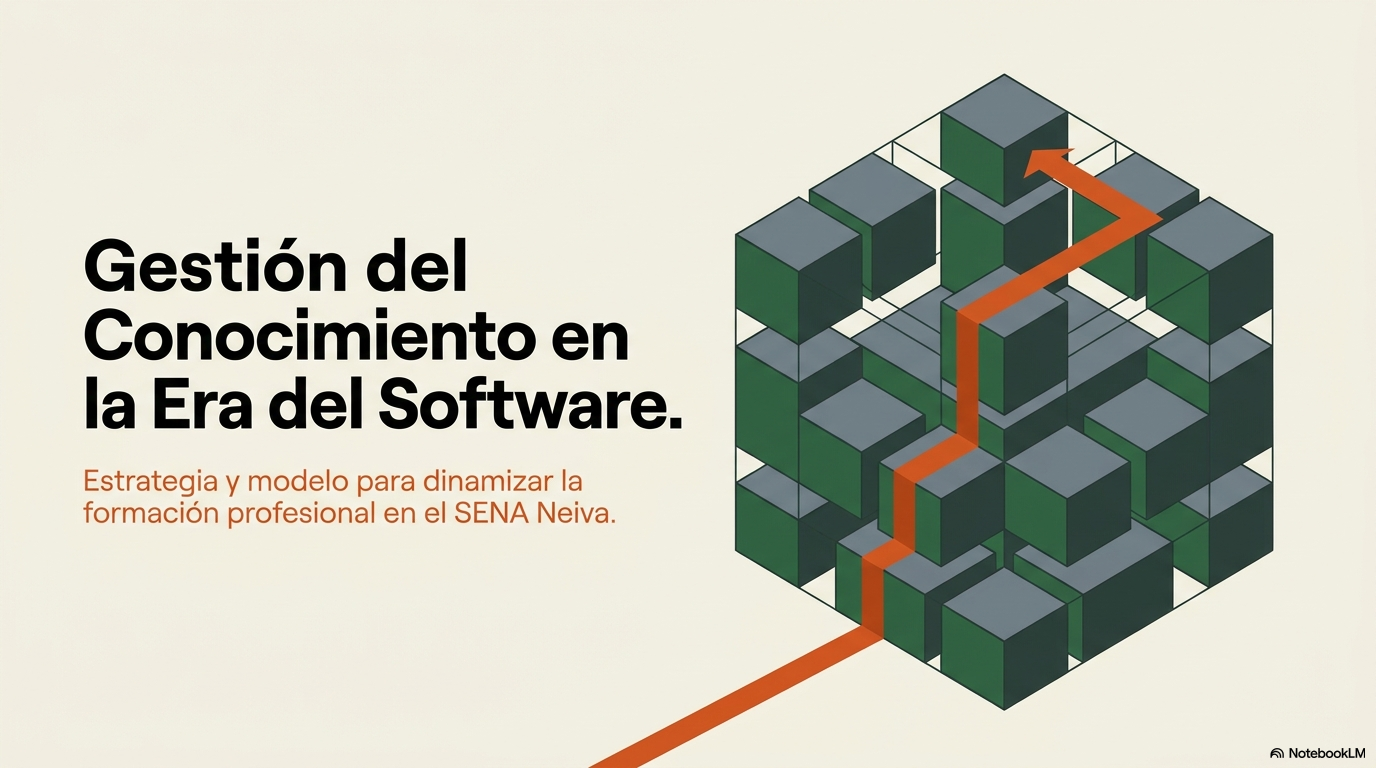 Gestión del
Conocimiento en
la Era del Software.
Estrategia y modelo para dinamizar la
formación profesional en el SENA Neiva.
NotebookLM